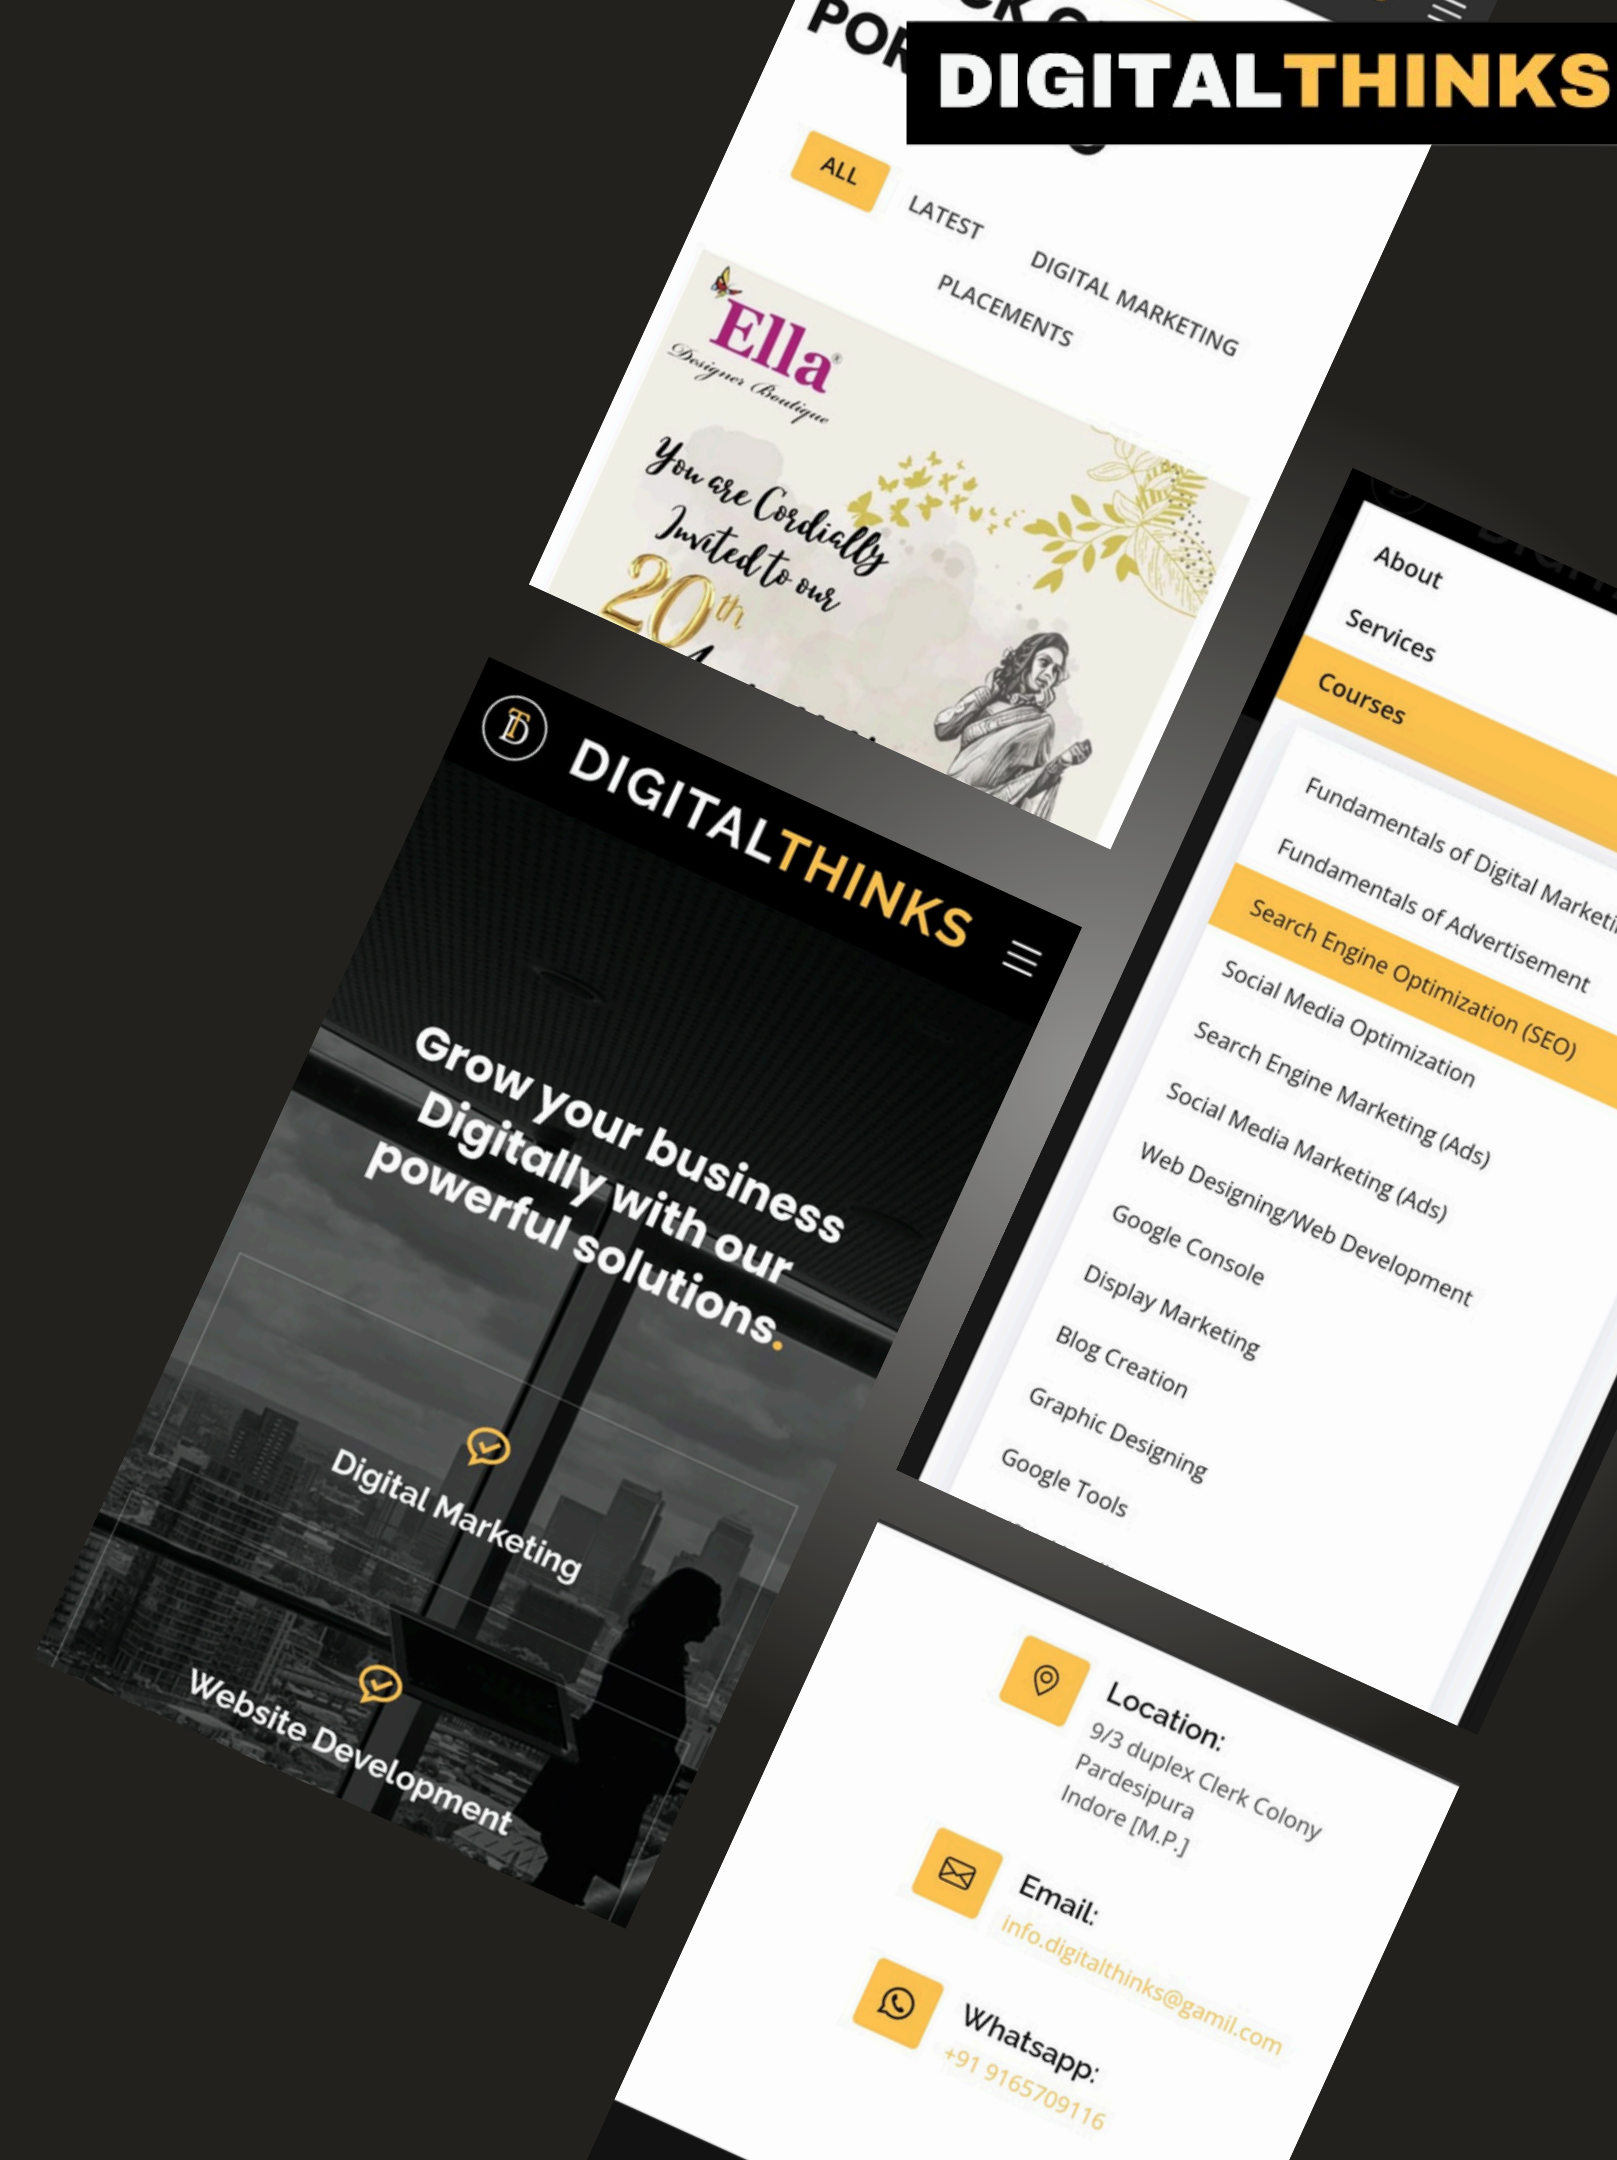 DIGITALTHINKS
ALL
LATEST
DIGITAL MARKETING
PLACEMENTS
Ella®
Designer Boutique
You are Cordially
Invited to our
20th
DIGITALTHINKS
Grow your business
Digitally with our
powerful solutions.
Digital Marketing
Website Development
About
Services
Courses
Fundamentals of Digital
Fundamentals of Advertisement
Search Engine Optimization (SEO)
Social Media Optimization
Search Engine Marketing (Ads)
Social Media Marketing (Ads)
Web Designing/Web Development
Google Console
Display Marketing
Blog Creation
Graphic Designing
Google Tools
Location:
9/3 duplex Clerk Colony
Pardesipura
Indore [M.P.]
Email:
info.digitalthinks@gamil.com
Whatsapp:
+91 9165709116